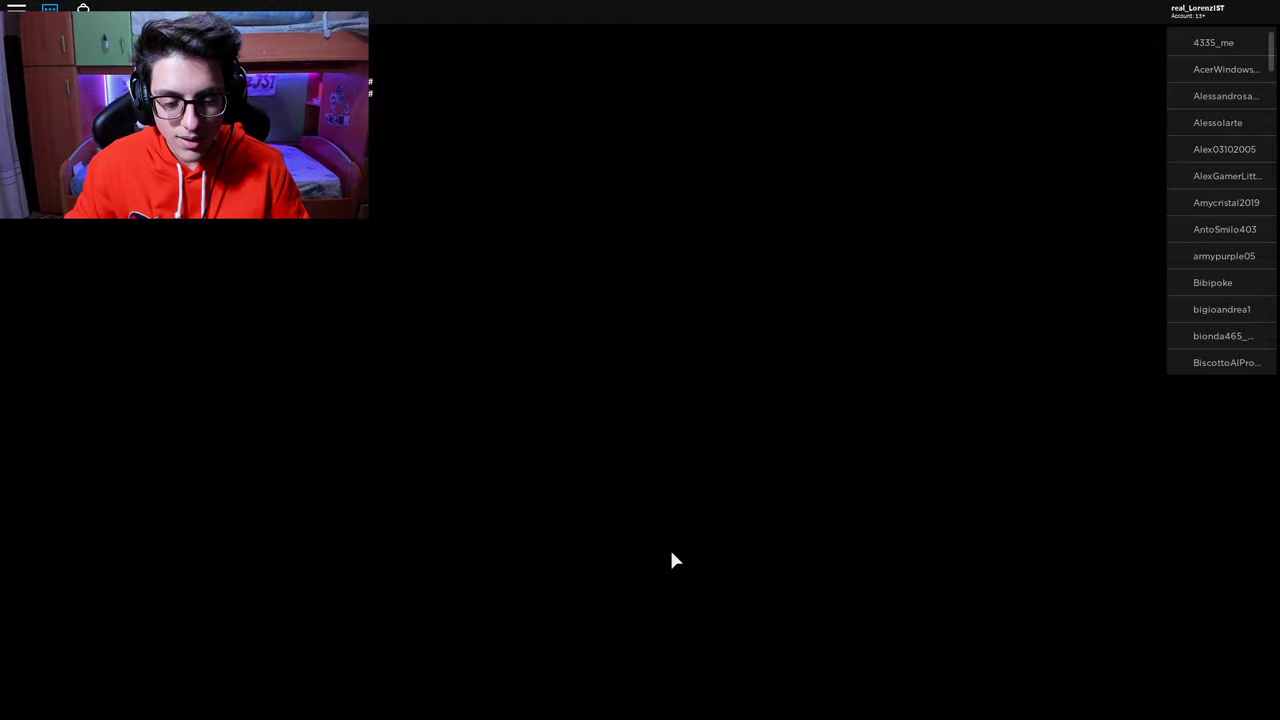 real_LorenzIST
Account: 13+
#
#
4335_me
AcerWindows...
Alessandrosa...
Alessolarte
Alex03102005
AlexGamerLitt...
Amycristal2019
AntoSmilo403
armypurple05
Bibipoke
bigioandrea1
bionda465_...
BiscottoAlPro...